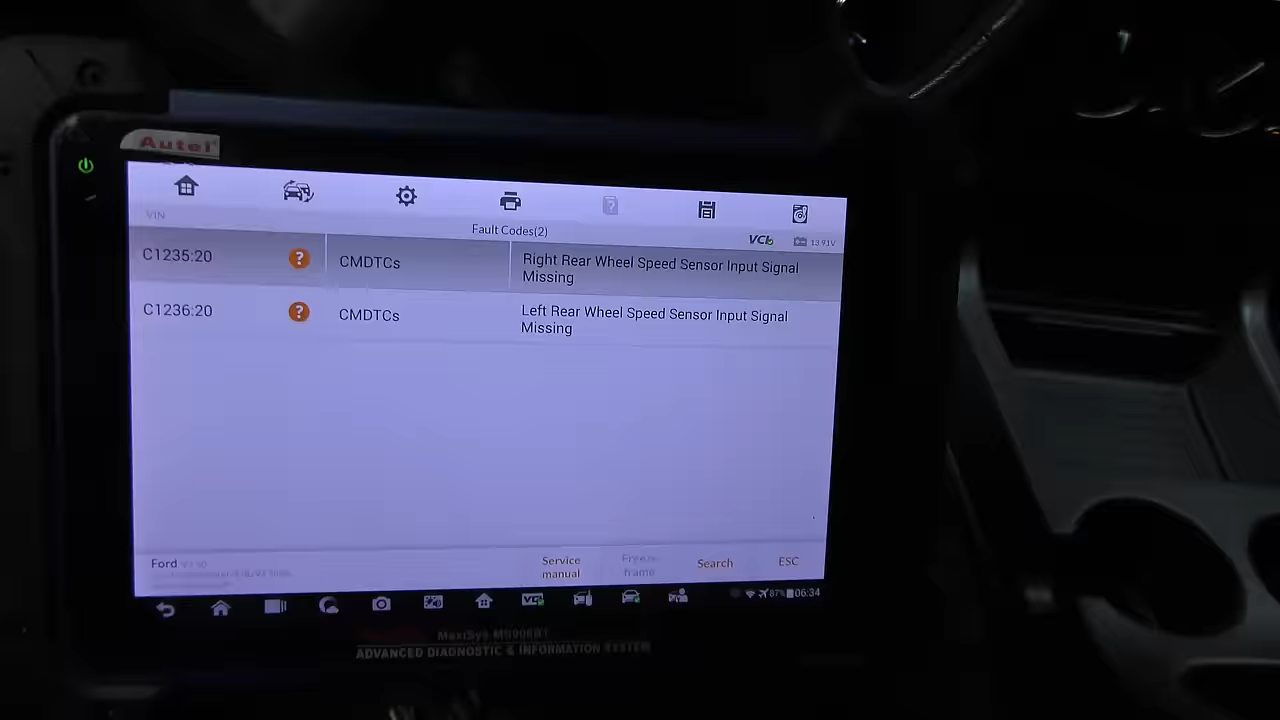 Autel
VIN
Fault Codes(2)
VCI
13.91V
C1235:20
?
CMDTCs
Right Rear Wheel Speed Sensor Input Signal
Missing
C1236:20
?
CMDTCs
Left Rear Wheel Speed Sensor Input Signal
Missing
Ford
Service
manual
Freeze
frame
Search
ESC
VCI
87%
06:34
MaxiSys MS906BT
ADVANCED DIAGNOSTIC & INFORMATION SYSTEM